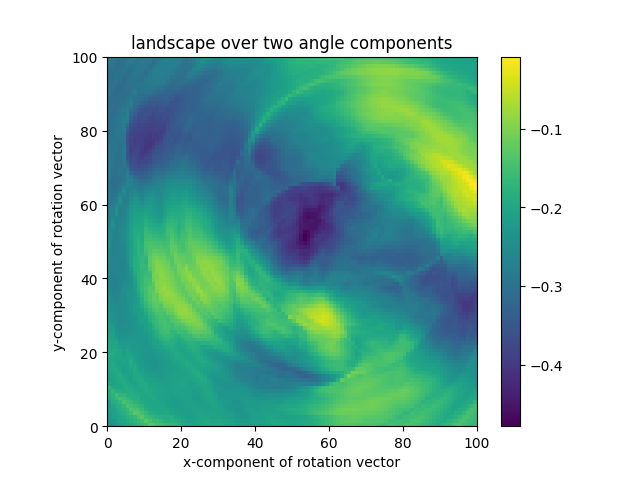 landscape over two angle components
100
80
60
40
20
0
y-component of rotation vector
0 20 40 60 80 100
x-component of rotation vector
−0.1
−0.2
−0.3
−0.4